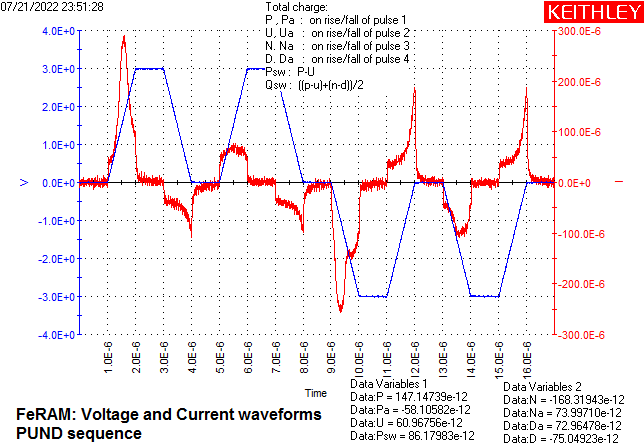 07/21/2022 23:51:28
KEITHLEY
Total charge:
P , Pa : on rise/fall of pulse 1
U, Ua : on rise/fall of pulse 2
N. Na : on rise/fall of pulse 3
D. Da : on rise/fall of pulse 4
Psw : P-U
Qsw : ((p-u)+(n-d))/2
4.0E+0
3.0E+0
2.0E+0
1.0E+0
0.0E+0
-1.0E+0
-2.0E+0
-3.0E+0
-4.0E+0
V
300.0E-6
200.0E-6
100.0E-6
0.0E+0
-100.0E-6
-200.0E-6
-300.0E-6
I
1.0E-6
2.0E-6
3.0E-6
4.0E-6
5.0E-6
6.0E-6
7.0E-6
8.0E-6
9.0E-6
10.0E-6
11.0E-6
12.0E-6
13.0E-6
14.0E-6
15.0E-6
16.0E-6
Time
FeRAM: Voltage and Current waveforms
PUND sequence
Data Variables 1
Data:P = 147.14739e-12
Data:Pa = -58.10582e-12
Data:U = 60.96756e-12
Data:Psw = 86.17983e-12
Data Variables 2
Data:N = -168.31943e-12
Data:Na = 73.99710e-12
Data:Da = 72.96478e-12
Data:D = -75.04923e-12